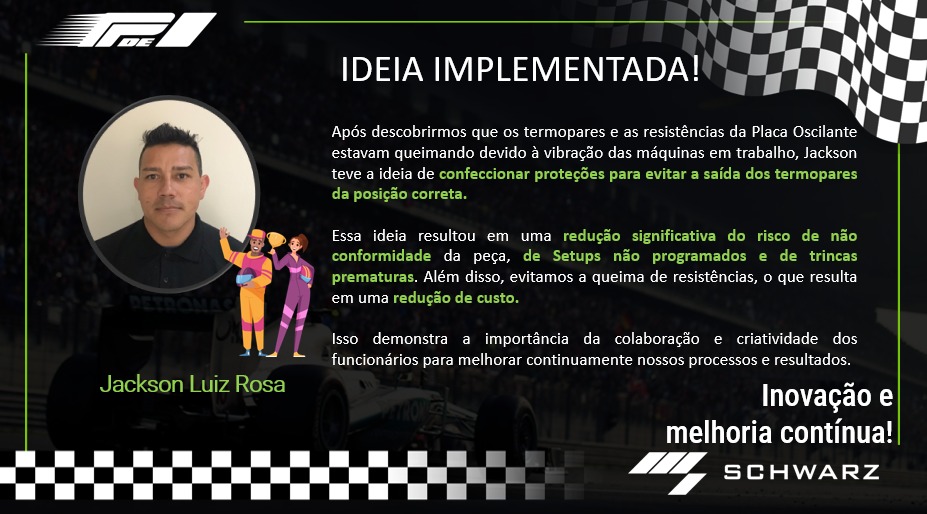 F DE 1
IDEIA IMPLEMENTADA!
Após descobrirmos que os termopares e as resistências da Placa Oscilante
estavam queimando devido à vibração das máquinas em trabalho, Jackson
teve a ideia de confeccionar proteções para evitar a saída dos termopares
da posição correta.
Essa ideia resultou em uma redução significativa do risco de não
conformidade da peça, de Setups não programados e de trincas
prematuras. Além disso, evitamos a queima de resistências, o que resulta
em uma redução de custo.
Isso demonstra a importância da colaboração e criatividade dos
funcionários para melhorar continuamente nossos processos e resultados.
PETRONAS
Jackson Luiz Rosa
Inovação e
melhoria contínua!
SCHWARZ